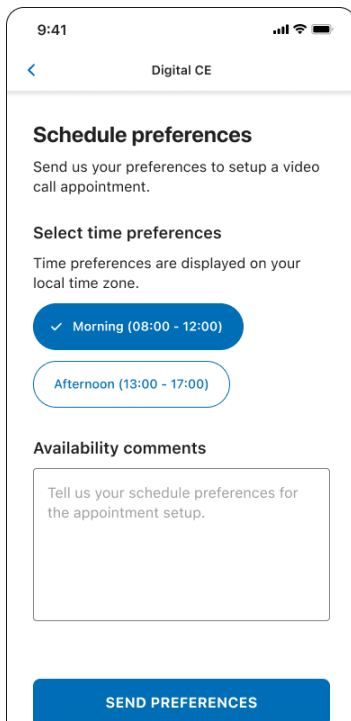 9:41
Digital CE
Schedule preferences
Send us your preferences to setup a video
call appointment.
Select time preferences
Time preferences are displayed on your
local time zone.
Morning (08:00 - 12:00)
Afternoon (13:00 - 17:00)
Availability comments
Tell us your schedule preferences for
the appointment setup.
SEND PREFERENCES